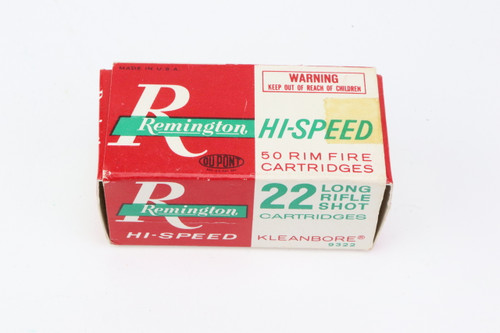 MADE IN U.S.A.
R
Remington
DU PONT
WARNING
KEEP OUT OF REACH OF CHILDREN
HI-SPEED
50 RIM FIRE
CARTRIDGES
R
Remington
HI-SPEED
22 LONG
RIFLE
SHOT
CARTRIDGES
KLEANBORE®
9322